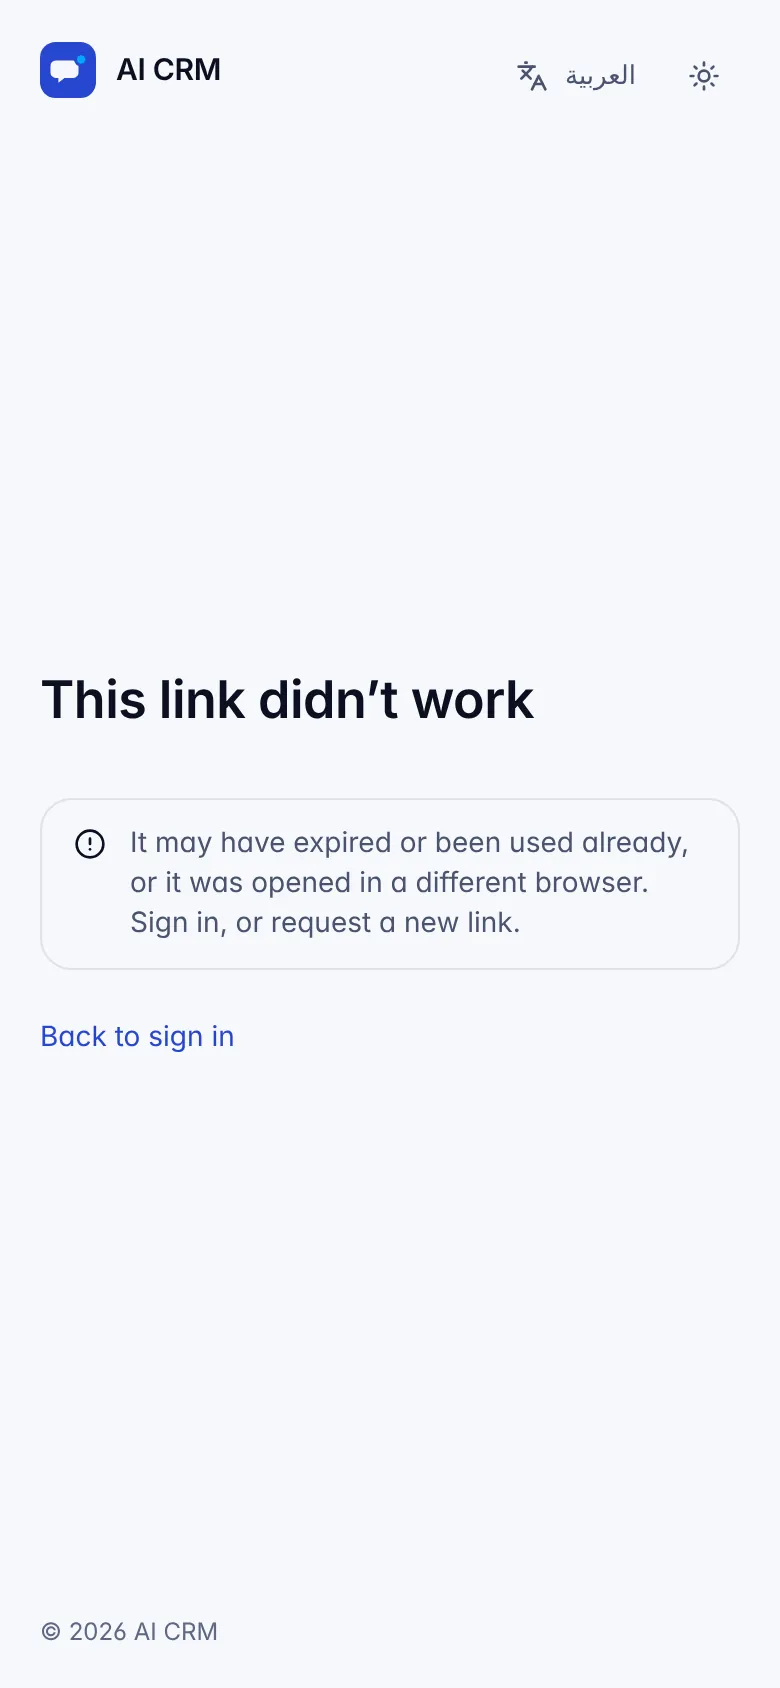 AI CRM
العربية
This link didn’t work
It may have expired or been used already,
or it was opened in a different browser.
Sign in, or request a new link.
Back to sign in
© 2026 AI CRM